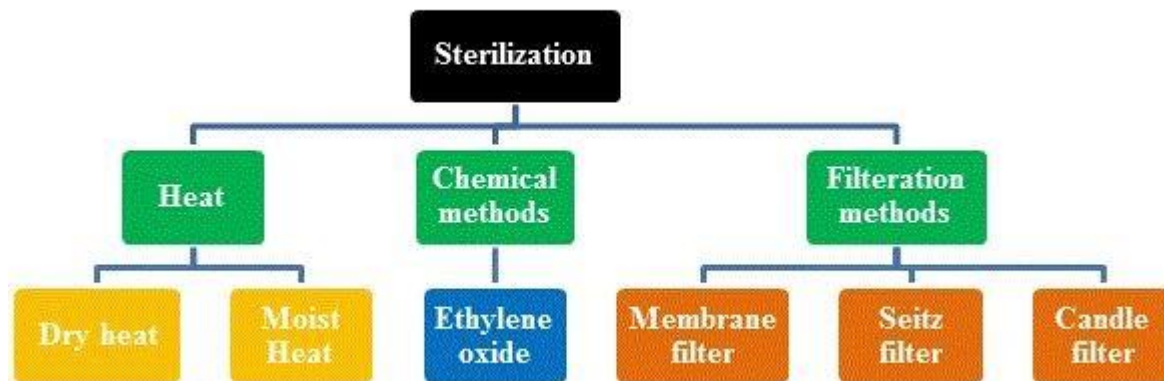 Sterilization
Heat
Chemical
methods
Filteration
methods
Dry heat
Moist
Heat
Ethylene
oxide
Membrane
filter
Seitz
filter
Candle
filter